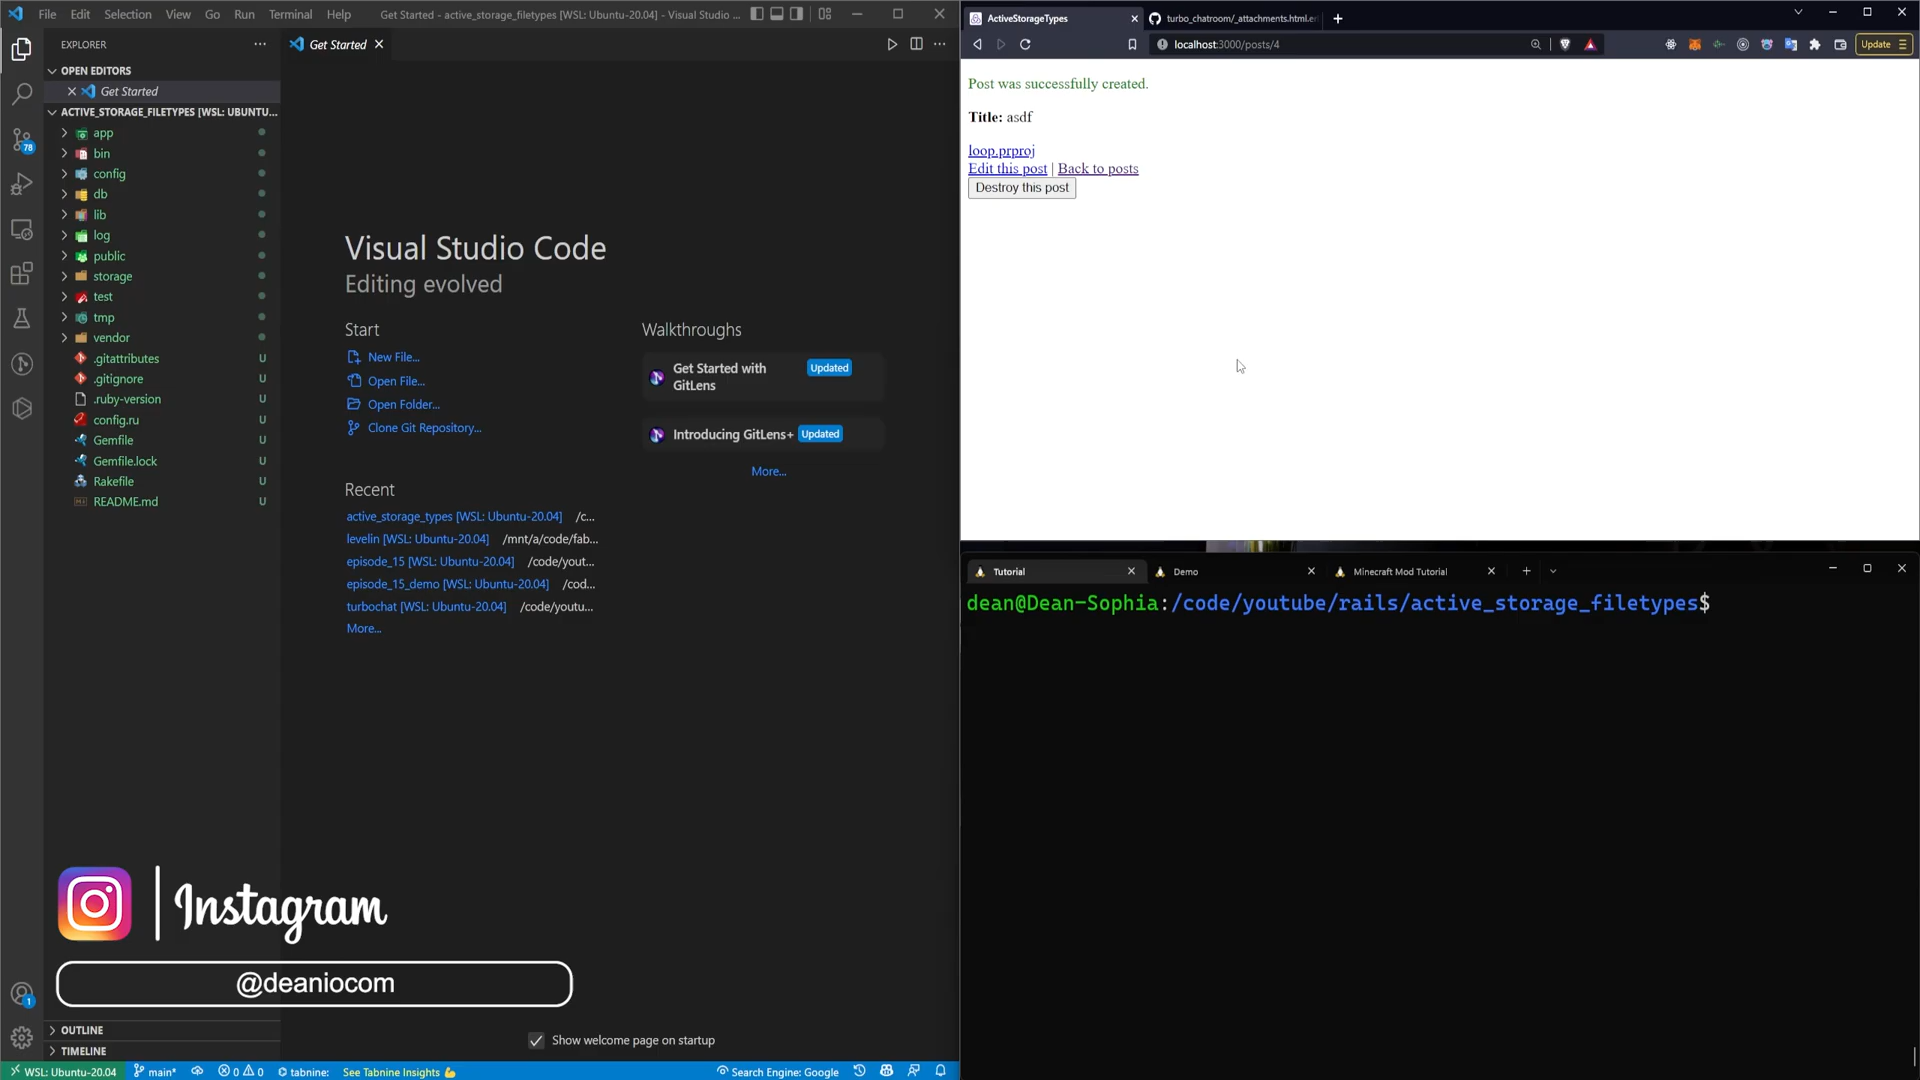 File Edit Selection View Go Run Terminal Help
Get Started - active_storage_filetypes [WSL: Ubuntu-20.04] - Visual Studio ...
EXPLORER
Get Started
OPEN EDITORS
Get Started
ACTIVE_STORAGE_FILETYPES [WSL: UBUNTU...
app
bin
config
db
lib
log
public
storage
test
tmp
vendor
.gitattributes U
.gitignore U
.ruby-version U
config.ru U
Gemfile U
Gemfile.lock U
Rakefile U
README.md U
78
1
OUTLINE
TIMELINE
Visual Studio Code
Editing evolved
Start
New File...
Open File...
Open Folder...
Clone Git Repository...
Recent
active_storage_types [WSL: Ubuntu-20.04] /c...
levelin [WSL: Ubuntu-20.04] /mnt/a/code/fab...
episode_15 [WSL: Ubuntu-20.04] /code/yout...
episode_15_demo [WSL: Ubuntu-20.04] /cod...
turbochat [WSL: Ubuntu-20.04] /code/youtu...
More...
Walkthroughs
Get Started with GitLens Updated
Introducing GitLens+ Updated
More...
Show welcome page on startup
Instagram
@deaniocom
WSL: Ubuntu-20.04 main* 0 0 tabnine: See Tabnine Insights Search Engine: Google
ActiveStorageTypes
turbo_chatroom/_attachments.html.er
localhost:3000/posts/4
Update
Post was successfully created.
Title: asdf
loop.prproj
Edit this post | Back to posts
Destroy this post
Tutorial
Demo
Minecraft Mod Tutorial
dean@Dean-Sophia:/code/youtube/rails/active_storage_filetypes$